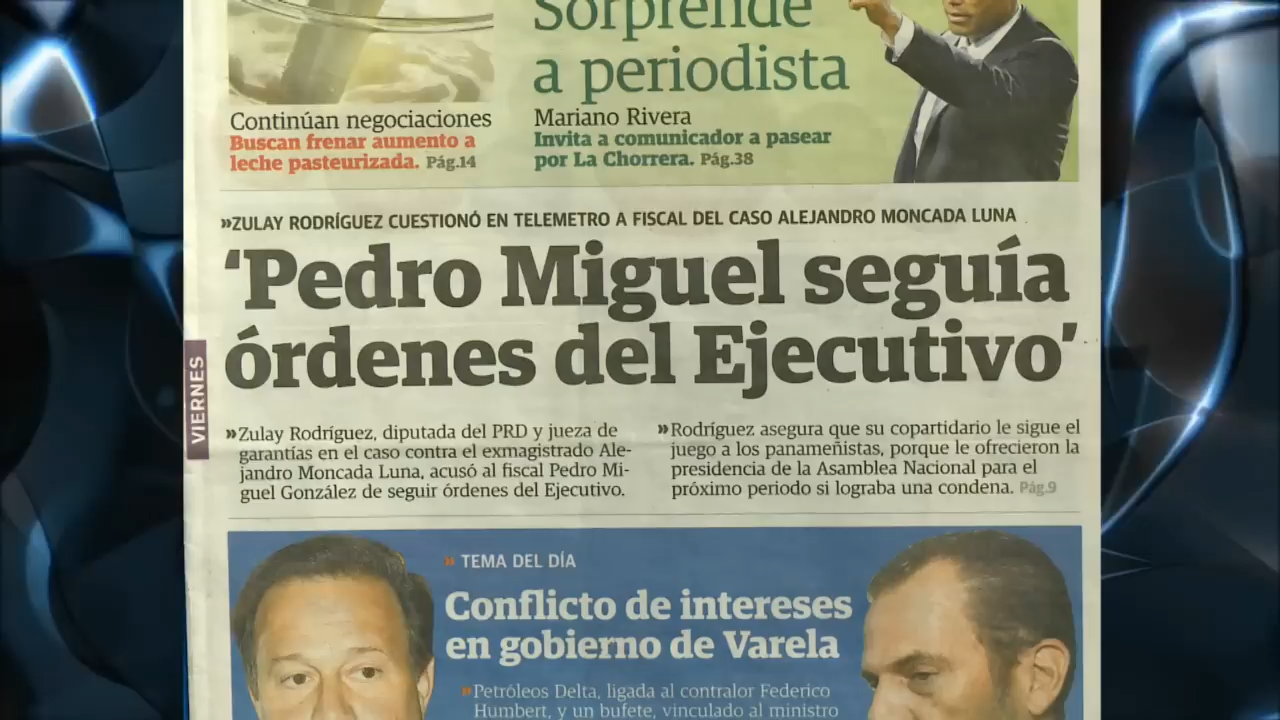 Sorprende
a periodista
Mariano Rivera
Invita a comunicador a pasear
por La Chorrera. Pág.38
Continúan negociaciones
Buscan frenar aumento a
leche pasteurizada. Pág.14
»ZULAY RODRÍGUEZ CUESTIONÓ EN TELEMETRO A FISCAL DEL CASO ALEJANDRO MONCADA LUNA
‘Pedro Miguel seguía
órdenes del Ejecutivo’
VIERNES
»Zulay Rodríguez, diputada del PRD y jueza de
garantías en el caso contra el exmagistrado Ale-
jandro Moncada Luna, acusó al fiscal Pedro Mi-
guel González de seguir órdenes del Ejecutivo.
»Rodríguez asegura que su copartidario le sigue el
juego a los panameñistas, porque le ofrecieron la
presidencia de la Asamblea Nacional para el
próximo periodo si lograba una condena. Pág.9
» TEMA DEL DÍA
Conflicto de intereses
en gobierno de Varela
»Petróleos Delta, ligada al contralor Federico
Humbert, y un bufete, vinculado al ministro